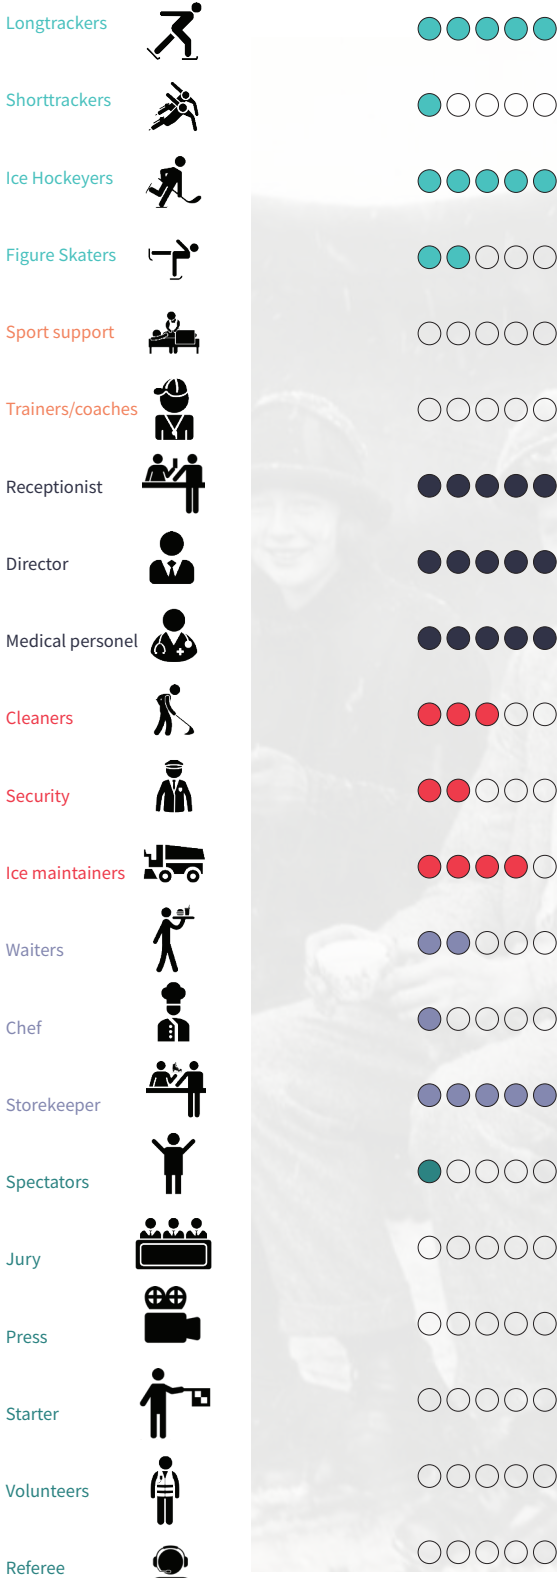 Longtrackers
Shorttrackers
Ice Hockeyers
Figure Skaters
Sport support
Trainers/coaches
Receptionist
Director
Medical personel
Cleaners
Security
Ice maintainers
Waiters
Chef
Storekeeper
Spectators
Jury
Press
Starter
Volunteers
Referee